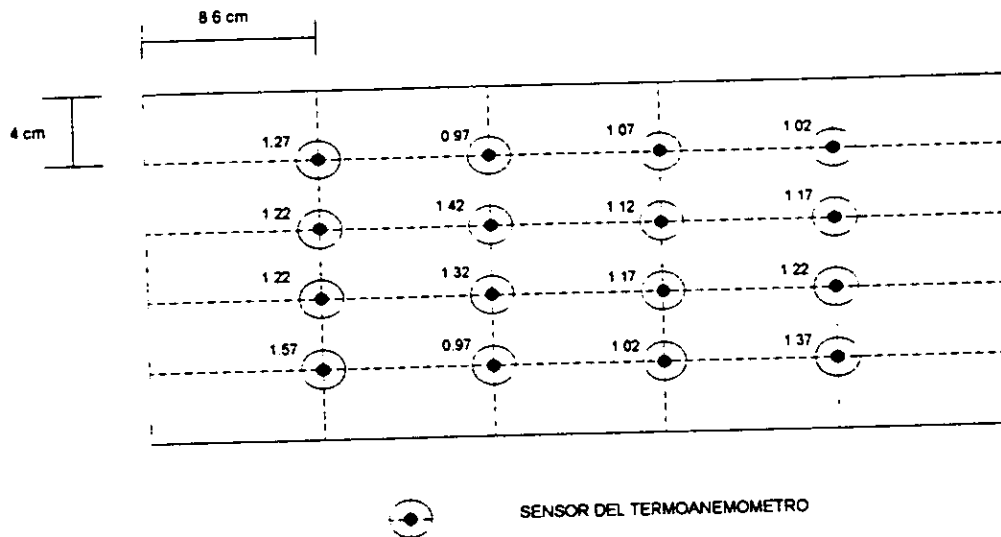 8 6 cm
4 cm
1.27 0 97 1 07 1 02
1 22 1 42 1 12 1 17
1 22 1 32 1 17 1 22
1.57 0.97 1 02 1.37
SENSOR DEL TERMOANEMOMETRO